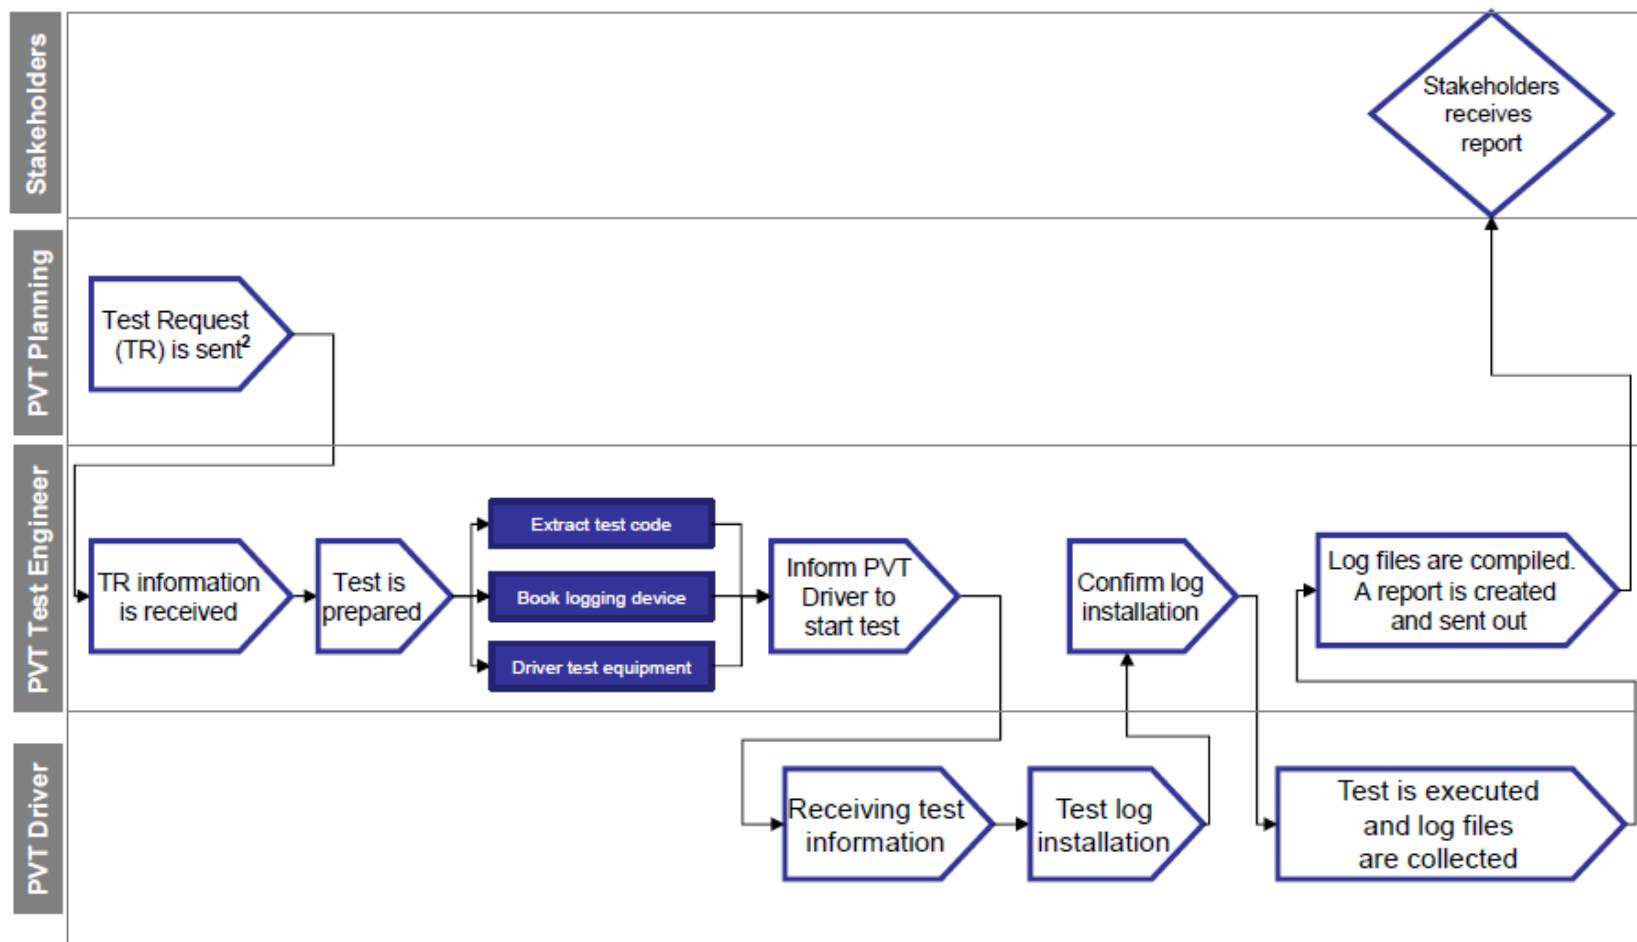 Stakeholders
Stakeholders
receives
report
PVT Planning
Test Request
(TR) is sent²
PVT Test Engineer
TR information
is received
Test is
prepared
Extract test code
Book logging device
Driver test equipment
Inform PVT
Driver to
start test
Confirm log
installation
Log files are compiled.
A report is created
and sent out
PVT Driver
Receiving test
information
Test log
installation
Test is executed
and log files
are collected